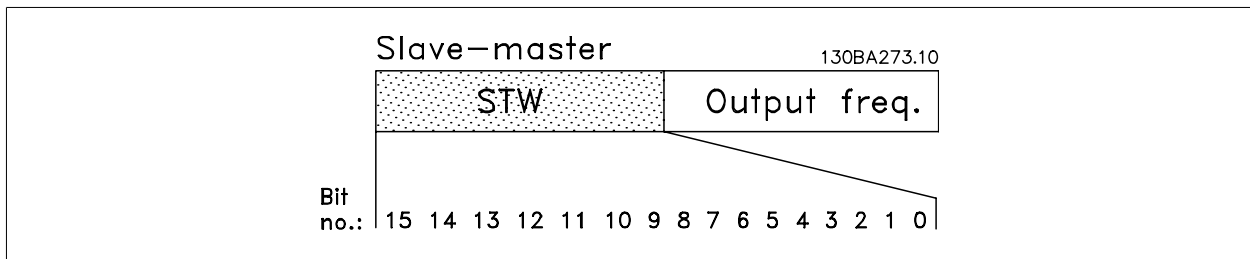 Slave-master
130BA273.10
STW
Output freq.
Bit
no.: 15 14 13 12 11 10 9 8 7 6 5 4 3 2 1 0